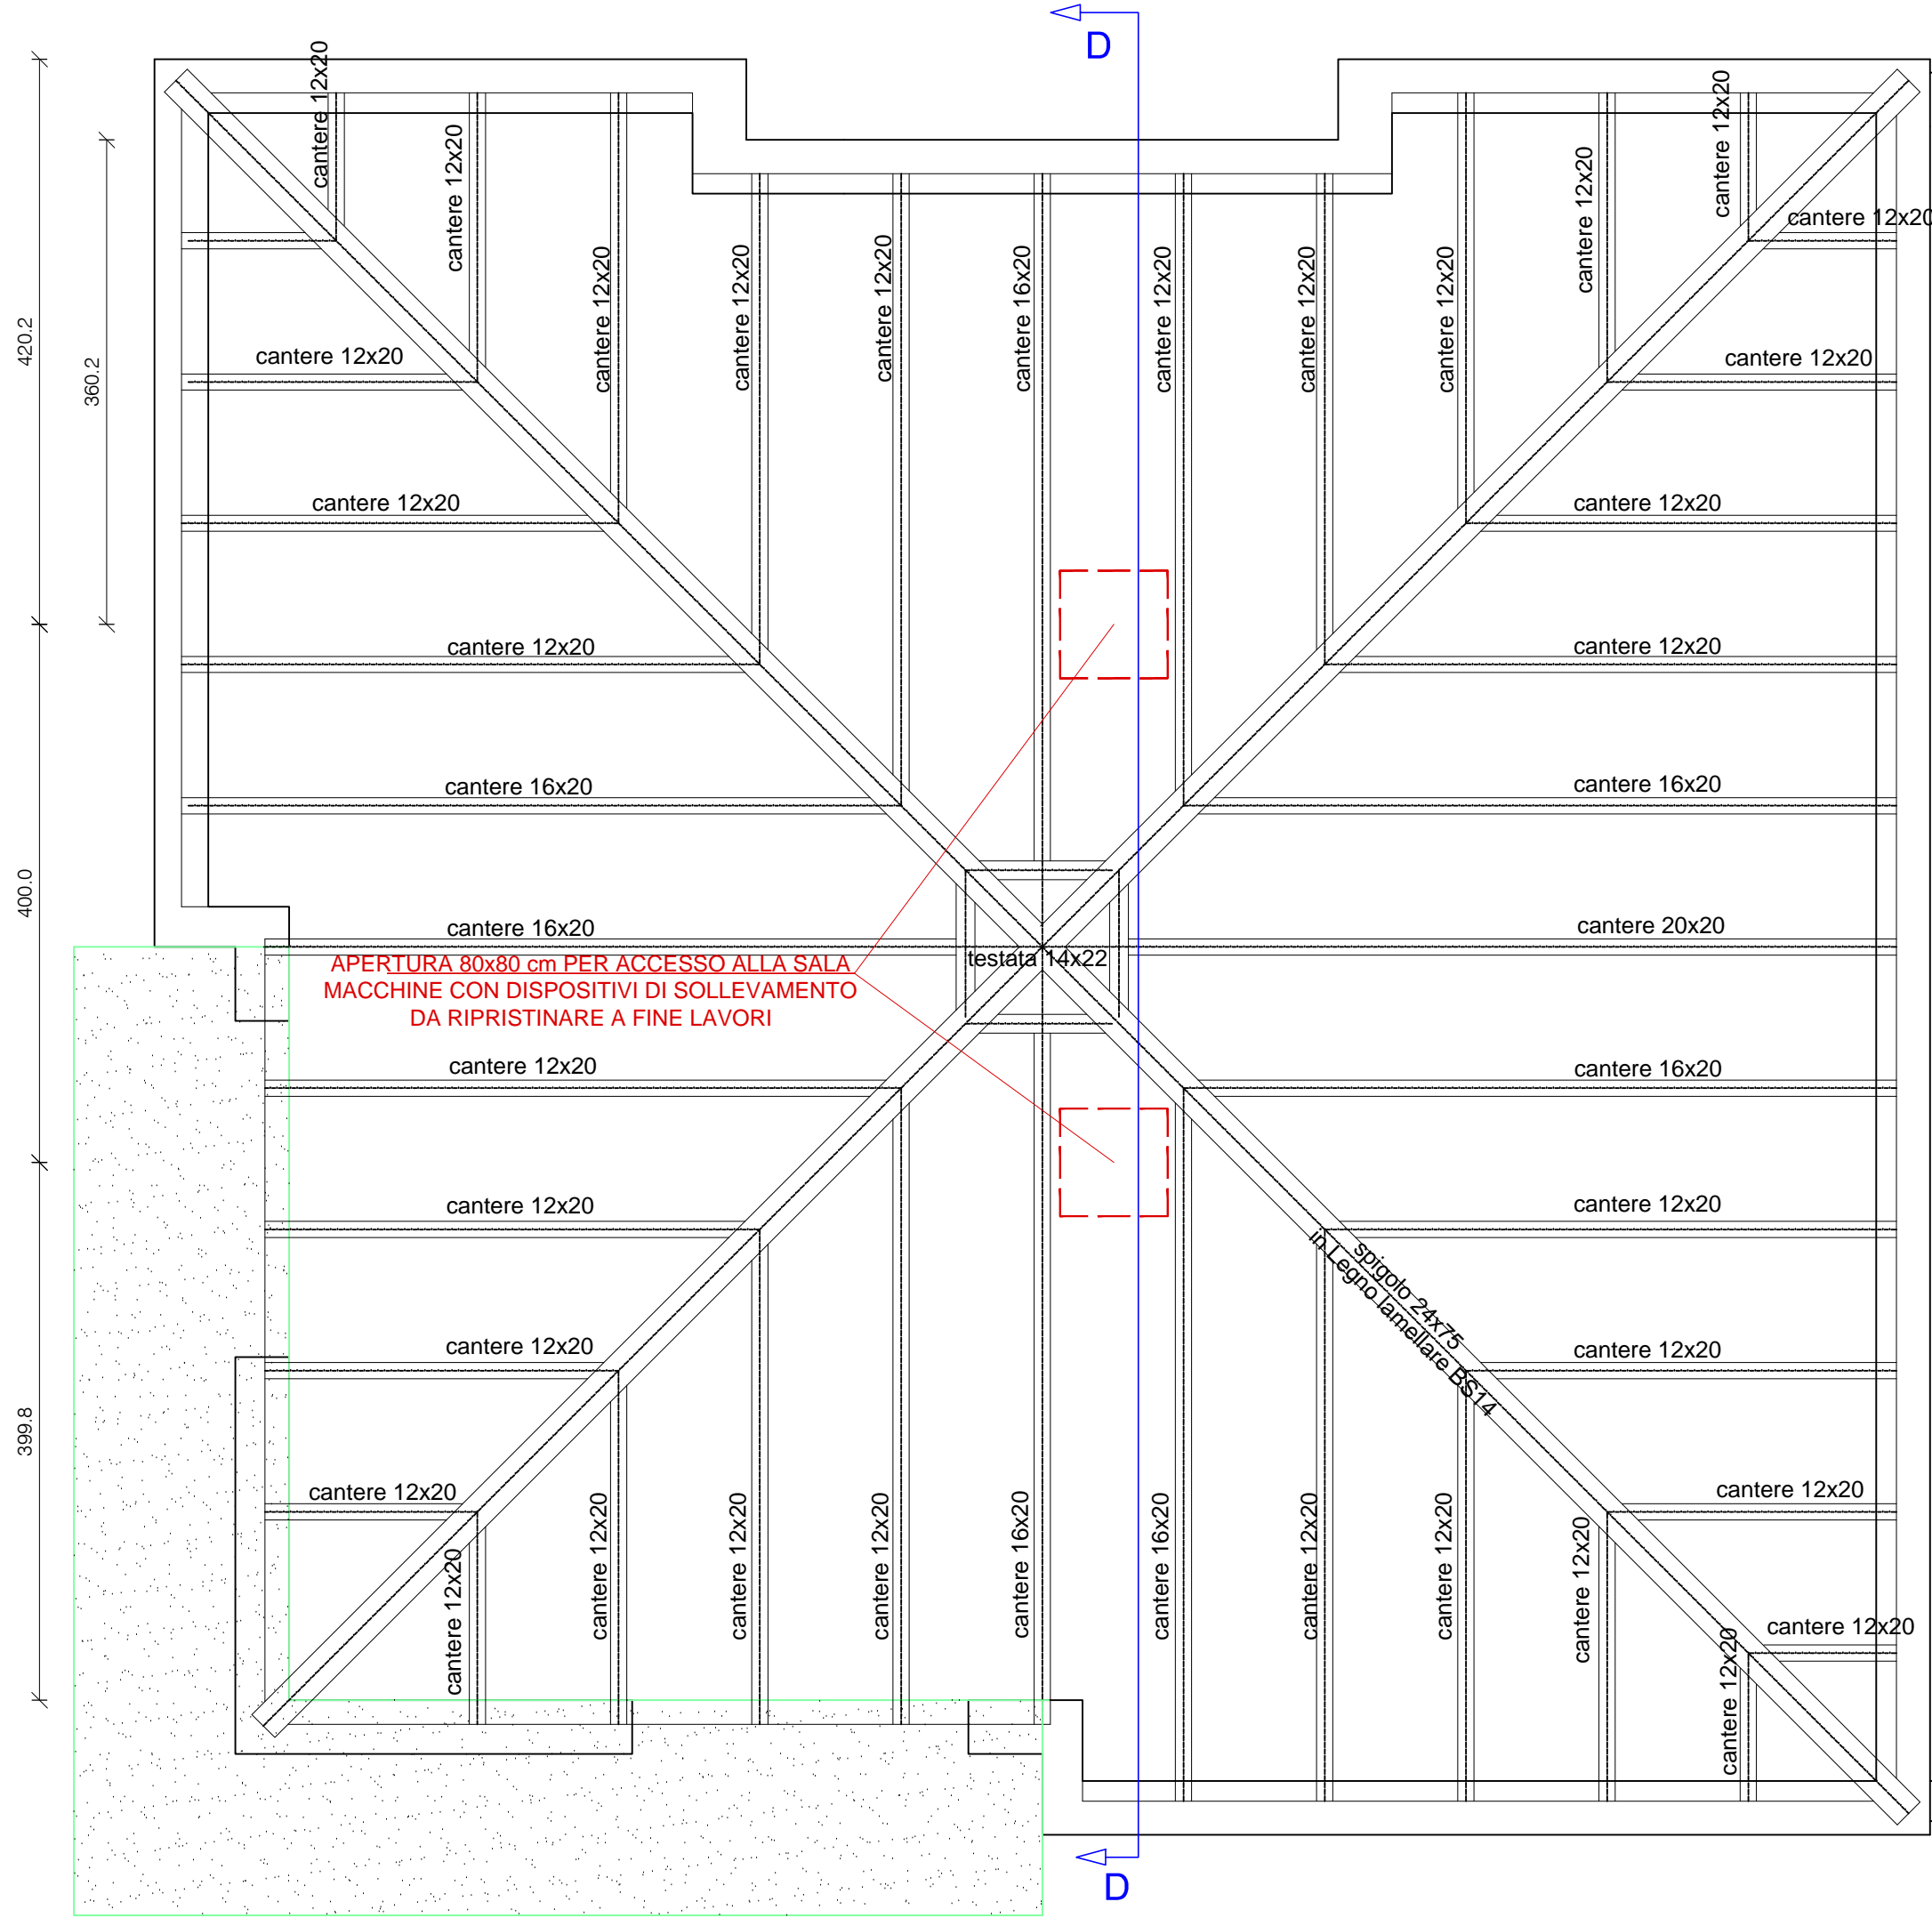 D
cantere 12x20
cantere 12x20
cantere 12x20
cantere 12x20
cantere 12x20
cantere 16x20
cantere 12x20
cantere 12x20
cantere 12x20
cantere 12x20
cantere 12x20
cantere 12x20
420.2
360.2
cantere 12x20
cantere 12x20
cantere 12x20
cantere 12x20
cantere 12x20
cantere 12x20
cantere 16x20
cantere 16x20
400.0
cantere 16x20
cantere 20x20
APERTURA 80x80 cm PER ACCESSO ALLA SALA
MACCHINE CON DISPOSITIVI DI SOLLEVAMENTO
DA RIPRISTINARE A FINE LAVORI
testata 14x22
cantere 12x20
cantere 16x20
cantere 12x20
cantere 12x20
spigolo 24x75
in Legno lamellare BS14
399.8
cantere 12x20
cantere 12x20
cantere 12x20
cantere 12x20
cantere 12x20
cantere 12x20
cantere 12x20
cantere 12x20
cantere 16x20
cantere 16x20
cantere 12x20
cantere 12x20
cantere 12x20
cantere 12x20
cantere 12x20
D